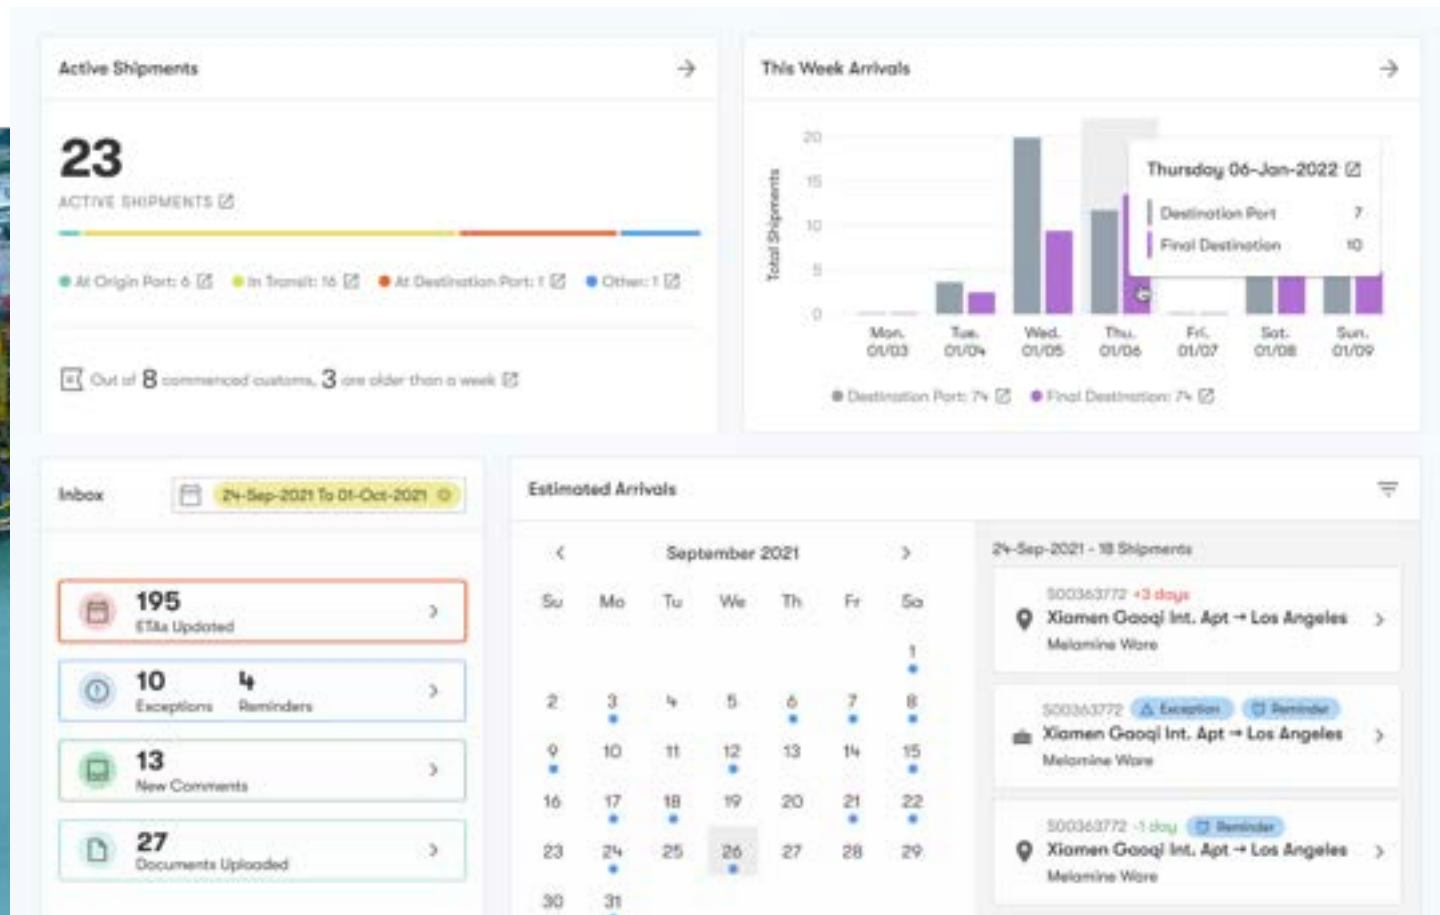 Active Shipments
23
ACTIVE SHIPMENTS
At Origin Port: 6 In Transit: 16 At Destination Port: 1 Other: 1
Out of 8 commenced customs, 3 are older than a week
This Week Arrivals
Total Shipments
20
15
10
5
0
Thursday 06-Jan-2022
Destination Port 7
Final Destination 10
Mon. Tue. Wed. Thu. Fri. Sat. Sun.
01/03 01/04 01/05 01/06 01/07 01/08 01/09
Destination Port: 74 Final Destination: 74
Inbox 24-Sep-2021 To 01-Oct-2021
195
ETAs Updated
10 4
Exceptions Reminders
13
New Comments
27
Documents Uploaded
Estimated Arrivals
September 2021
Su Mo Tu We Th Fr Sa
1
2 3 4 5 6 7 8
9 10 11 12 13 14 15
16 17 18 19 20 21 22
23 24 25 26 27 28 29
30 31
24-Sep-2021 - 18 Shipments
S00363772 +3 days
Xiamen Gaoqi Int. Apt → Los Angeles
Melamine Ware
S00363772 Exception Reminder
Xiamen Gaoqi Int. Apt → Los Angeles
Melamine Ware
S00363772 -1 day Reminder
Xiamen Gaoqi Int. Apt → Los Angeles
Melamine Ware